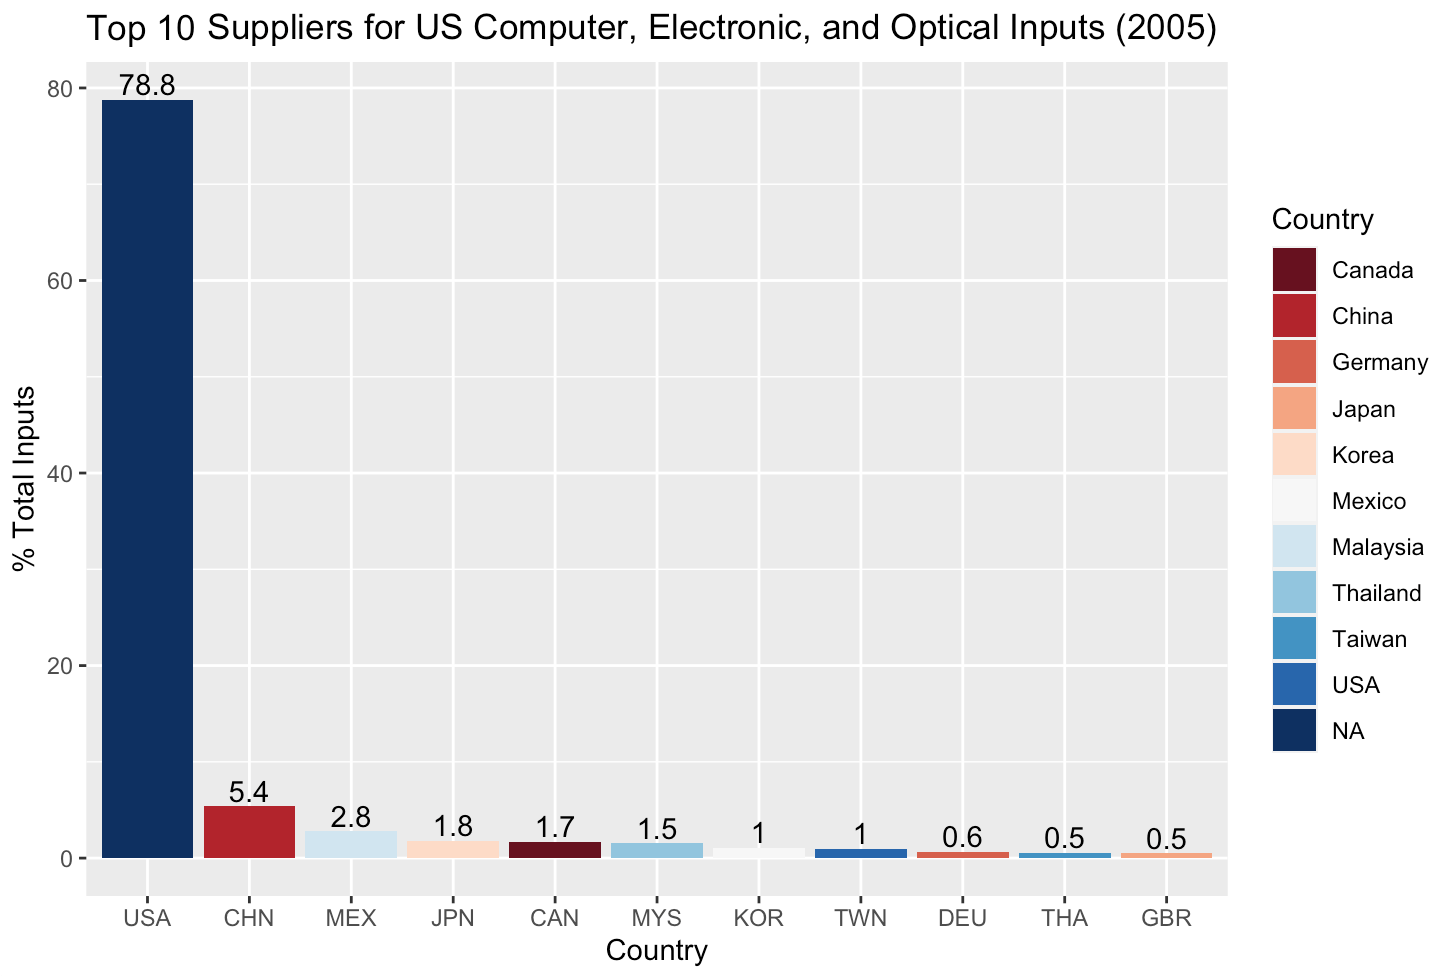 Top 10 Suppliers for US Computer, Electronic, and Optical Inputs (2005)
% Total Inputs
80
60
40
20
0
78.8
5.4
2.8
1.8
1.7
1.5
1
1
0.6
0.5
0.5
USA CHN MEX JPN CAN MYS KOR TWN DEU THA GBR
Country
Country
Canada
China
Germany
Japan
Korea
Mexico
Malaysia
Thailand
Taiwan
USA
NA